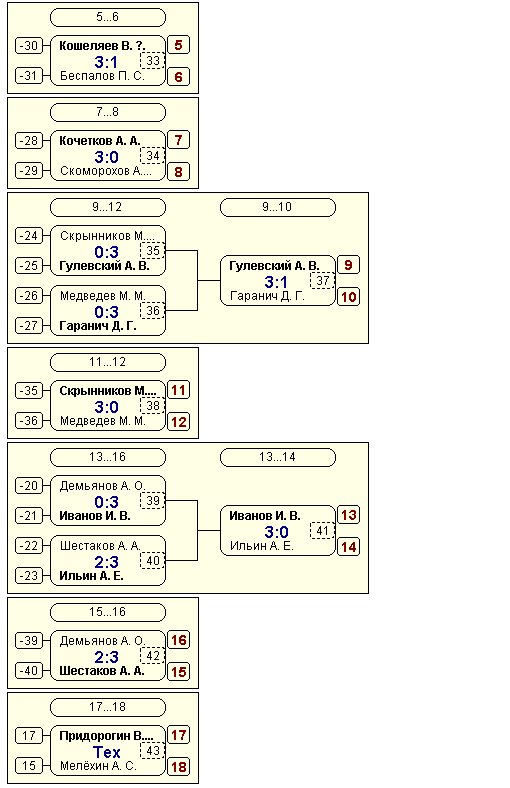 5...6
-30 Кошеляев В. ?. 5
3:1 33
-31 Беспалов П. С. 6
7...8
-28 Кочетков А. А. 7
3:0 34
-29 Скоморохов А.... 8
9...12 9...10
-24 Скрынников М....
0:3 35
-25 Гулевский А. В.
Гулевский А. В. 9
3:1 37
Гаранич Д. Г. 10
-26 Медведев М. М.
0:3 36
-27 Гаранич Д. Г.
11...12
-35 Скрынников М.... 11
3:0 38
-36 Медведев М. М. 12
13...16 13...14
-20 Демьянов А. О.
0:3 39
-21 Иванов И. В.
Иванов И. В. 13
3:0 41
Ильин А. Е. 14
-22 Шестаков А. А.
2:3 40
-23 Ильин А. Е.
15...16
-39 Демьянов А. О. 16
2:3 42
-40 Шестаков А. А. 15
17...18
17 Придорогин В.... 17
Тех 43
15 Мелёхин А. С. 18